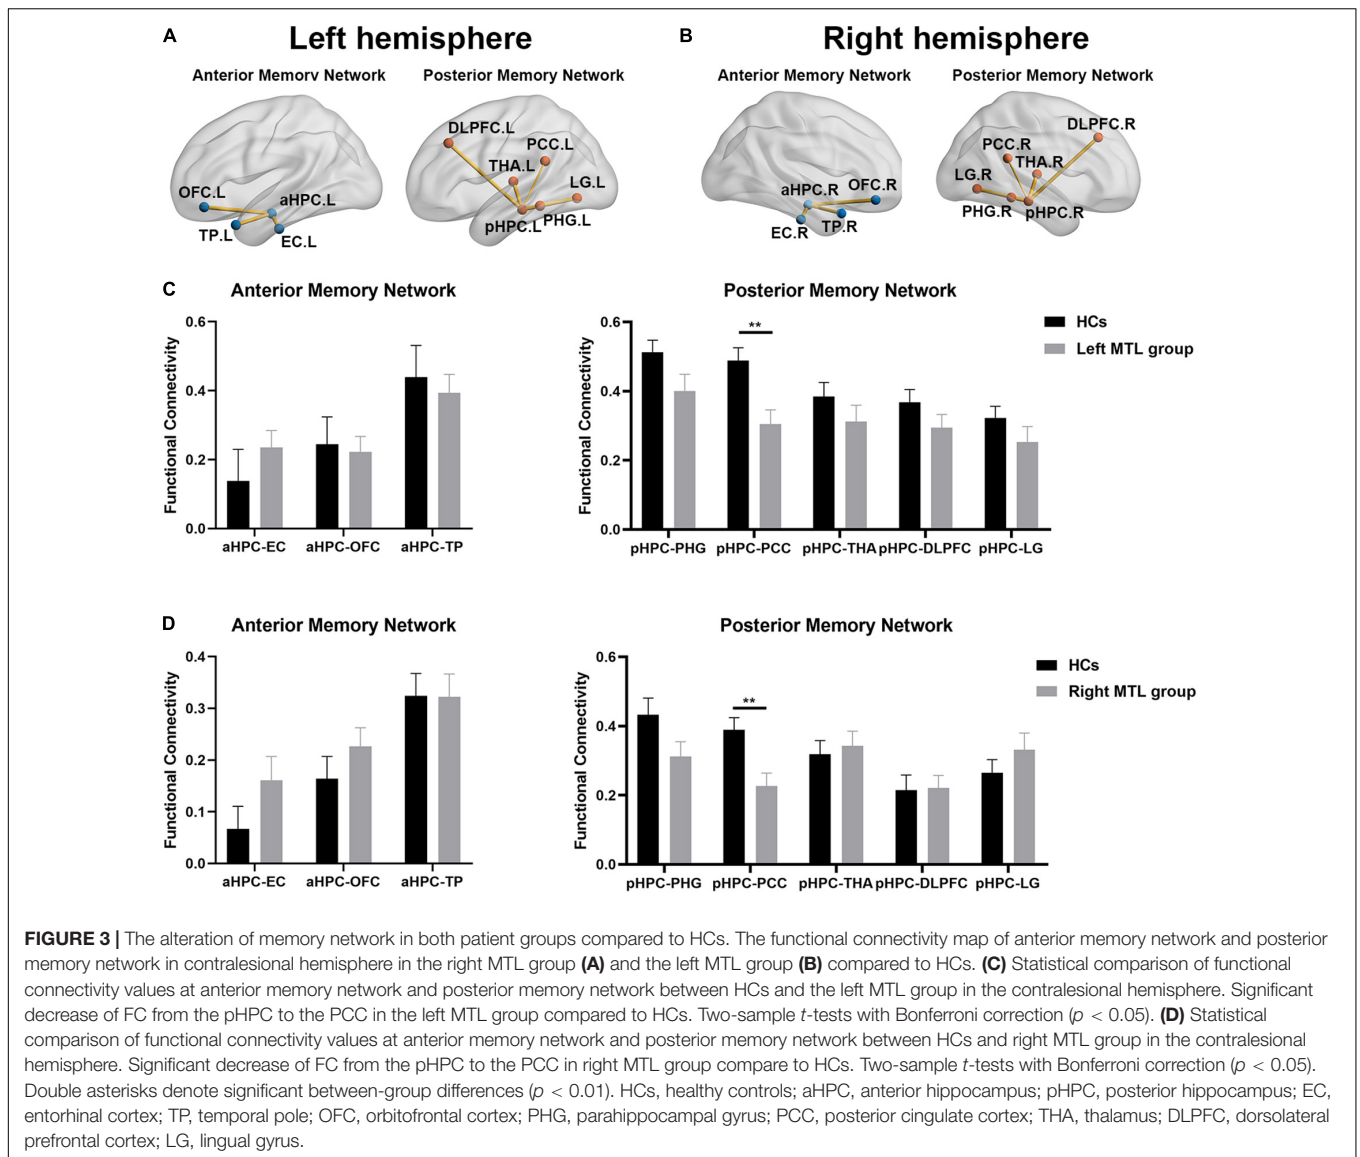 A
Left hemisphere
B
Right hemisphere
Anterior Memorv Network
Posterior Memory Network
Anterior Memory Network
Posterior Memory Network
OFC.L
aHPC.L
TP.L
EC.L
DLPFC.L
PCC.L
THA.L
LG.L
pHPC.L
PHG.L
aHPC.R
OFC.R
EC.R
TP.R
DLPFC.R
PCC.R
THA.R
LG.R
PHG.R
pHPC.R
C
Anterior Memory Network
Functional Connectivity
0.6
0.4
0.2
0.0
aHPC-EC
aHPC-OFC
aHPC-TP
Posterior Memory Network
Functional Connectivity
0.6
0.4
0.2
0.0
**
pHPC-PHG
pHPC-PCC
pHPC-THA
pHPC-DLPFC
pHPC-LG
HCs
Left MTL group
D
Anterior Memory Network
Functional Connectivity
0.4
0.3
0.2
0.1
0.0
aHPC-EC
aHPC-OFC
aHPC-TP
Posterior Memory Network
Functional Connectivity
0.6
0.4
0.2
0.0
**
pHPC-PHG
pHPC-PCC
pHPC-THA
pHPC-DLPFC
pHPC-LG
HCs
Right MTL group
FIGURE 3 | The alteration of memory network in both patient groups compared to HCs. The functional connectivity map of anterior memory network and posterior
memory network in contralesional hemisphere in the right MTL group (A) and the left MTL group (B) compared to HCs. (C) Statistical comparison of functional
connectivity values at anterior memory network and posterior memory network between HCs and the left MTL group in the contralesional hemisphere. Significant
decrease of FC from the pHPC to the PCC in the left MTL group compared to HCs. Two-sample t-tests with Bonferroni correction (p < 0.05). (D) Statistical
comparison of functional connectivity values at anterior memory network and posterior memory network between HCs and right MTL group in the contralesional
hemisphere. Significant decrease of FC from the pHPC to the PCC in right MTL group compare to HCs. Two-sample t-tests with Bonferroni correction (p < 0.05).
Double asterisks denote significant between-group differences (p < 0.01). HCs, healthy controls; aHPC, anterior hippocampus; pHPC, posterior hippocampus; EC,
entorhinal cortex; TP, temporal pole; OFC, orbitofrontal cortex; PHG, parahippocampal gyrus; PCC, posterior cingulate cortex; THA, thalamus; DLPFC, dorsolateral
prefrontal cortex; LG, lingual gyrus.